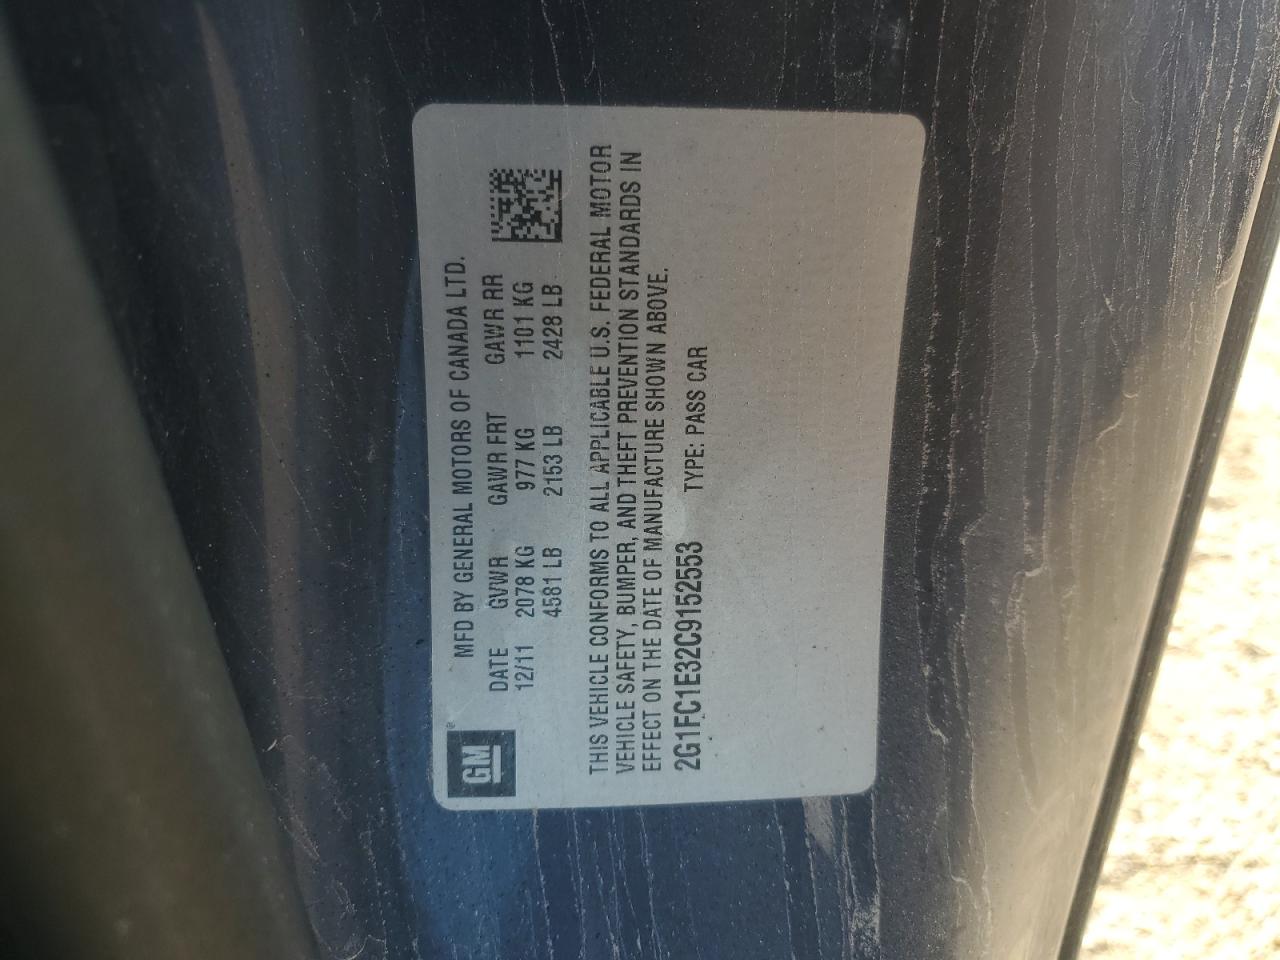 GM
MFD BY GENERAL MOTORS OF CANADA LTD.
DATE GVWR GAWR FRT GAWR RR
12/11 2078 KG 977 KG 1101 KG
4581 LB 2153 LB 2428 LB
THIS VEHICLE CONFORMS TO ALL APPLICABLE U.S. FEDERAL MOTOR
VEHICLE SAFETY, BUMPER, AND THEFT PREVENTION STANDARDS IN
EFFECT ON THE DATE OF MANUFACTURE SHOWN ABOVE.
2G1FC1E32C9152553 TYPE: PASS CAR